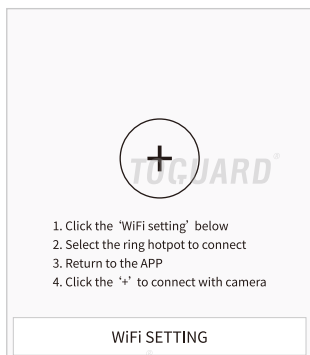 +
TOGUARD®
1. Click the ‘WiFi setting’ below
2. Select the ring hotpot to connect
3. Return to the APP
4. Click the ‘+’ to connect with camera
WiFi SETTING